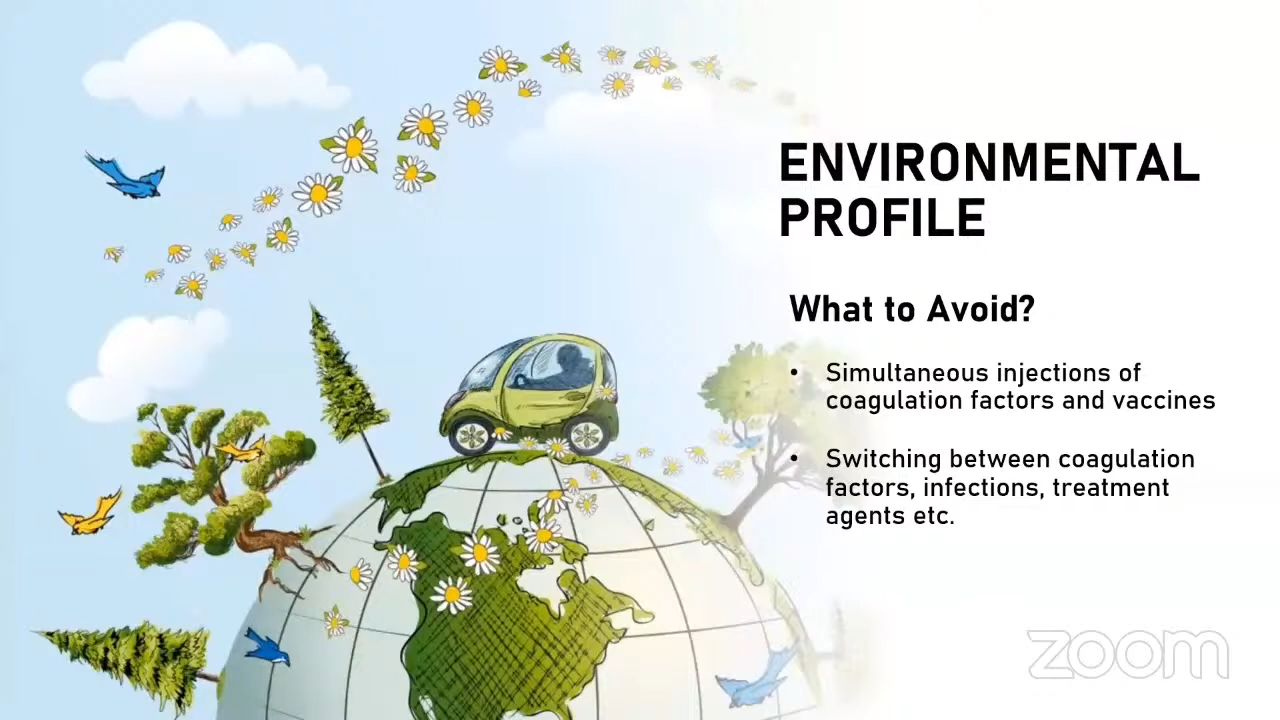 ENVIRONMENTAL
PROFILE
What to Avoid?
• Simultaneous injections of
coagulation factors and vaccines
• Switching between coagulation
factors, infections, treatment
agents etc.
zoom